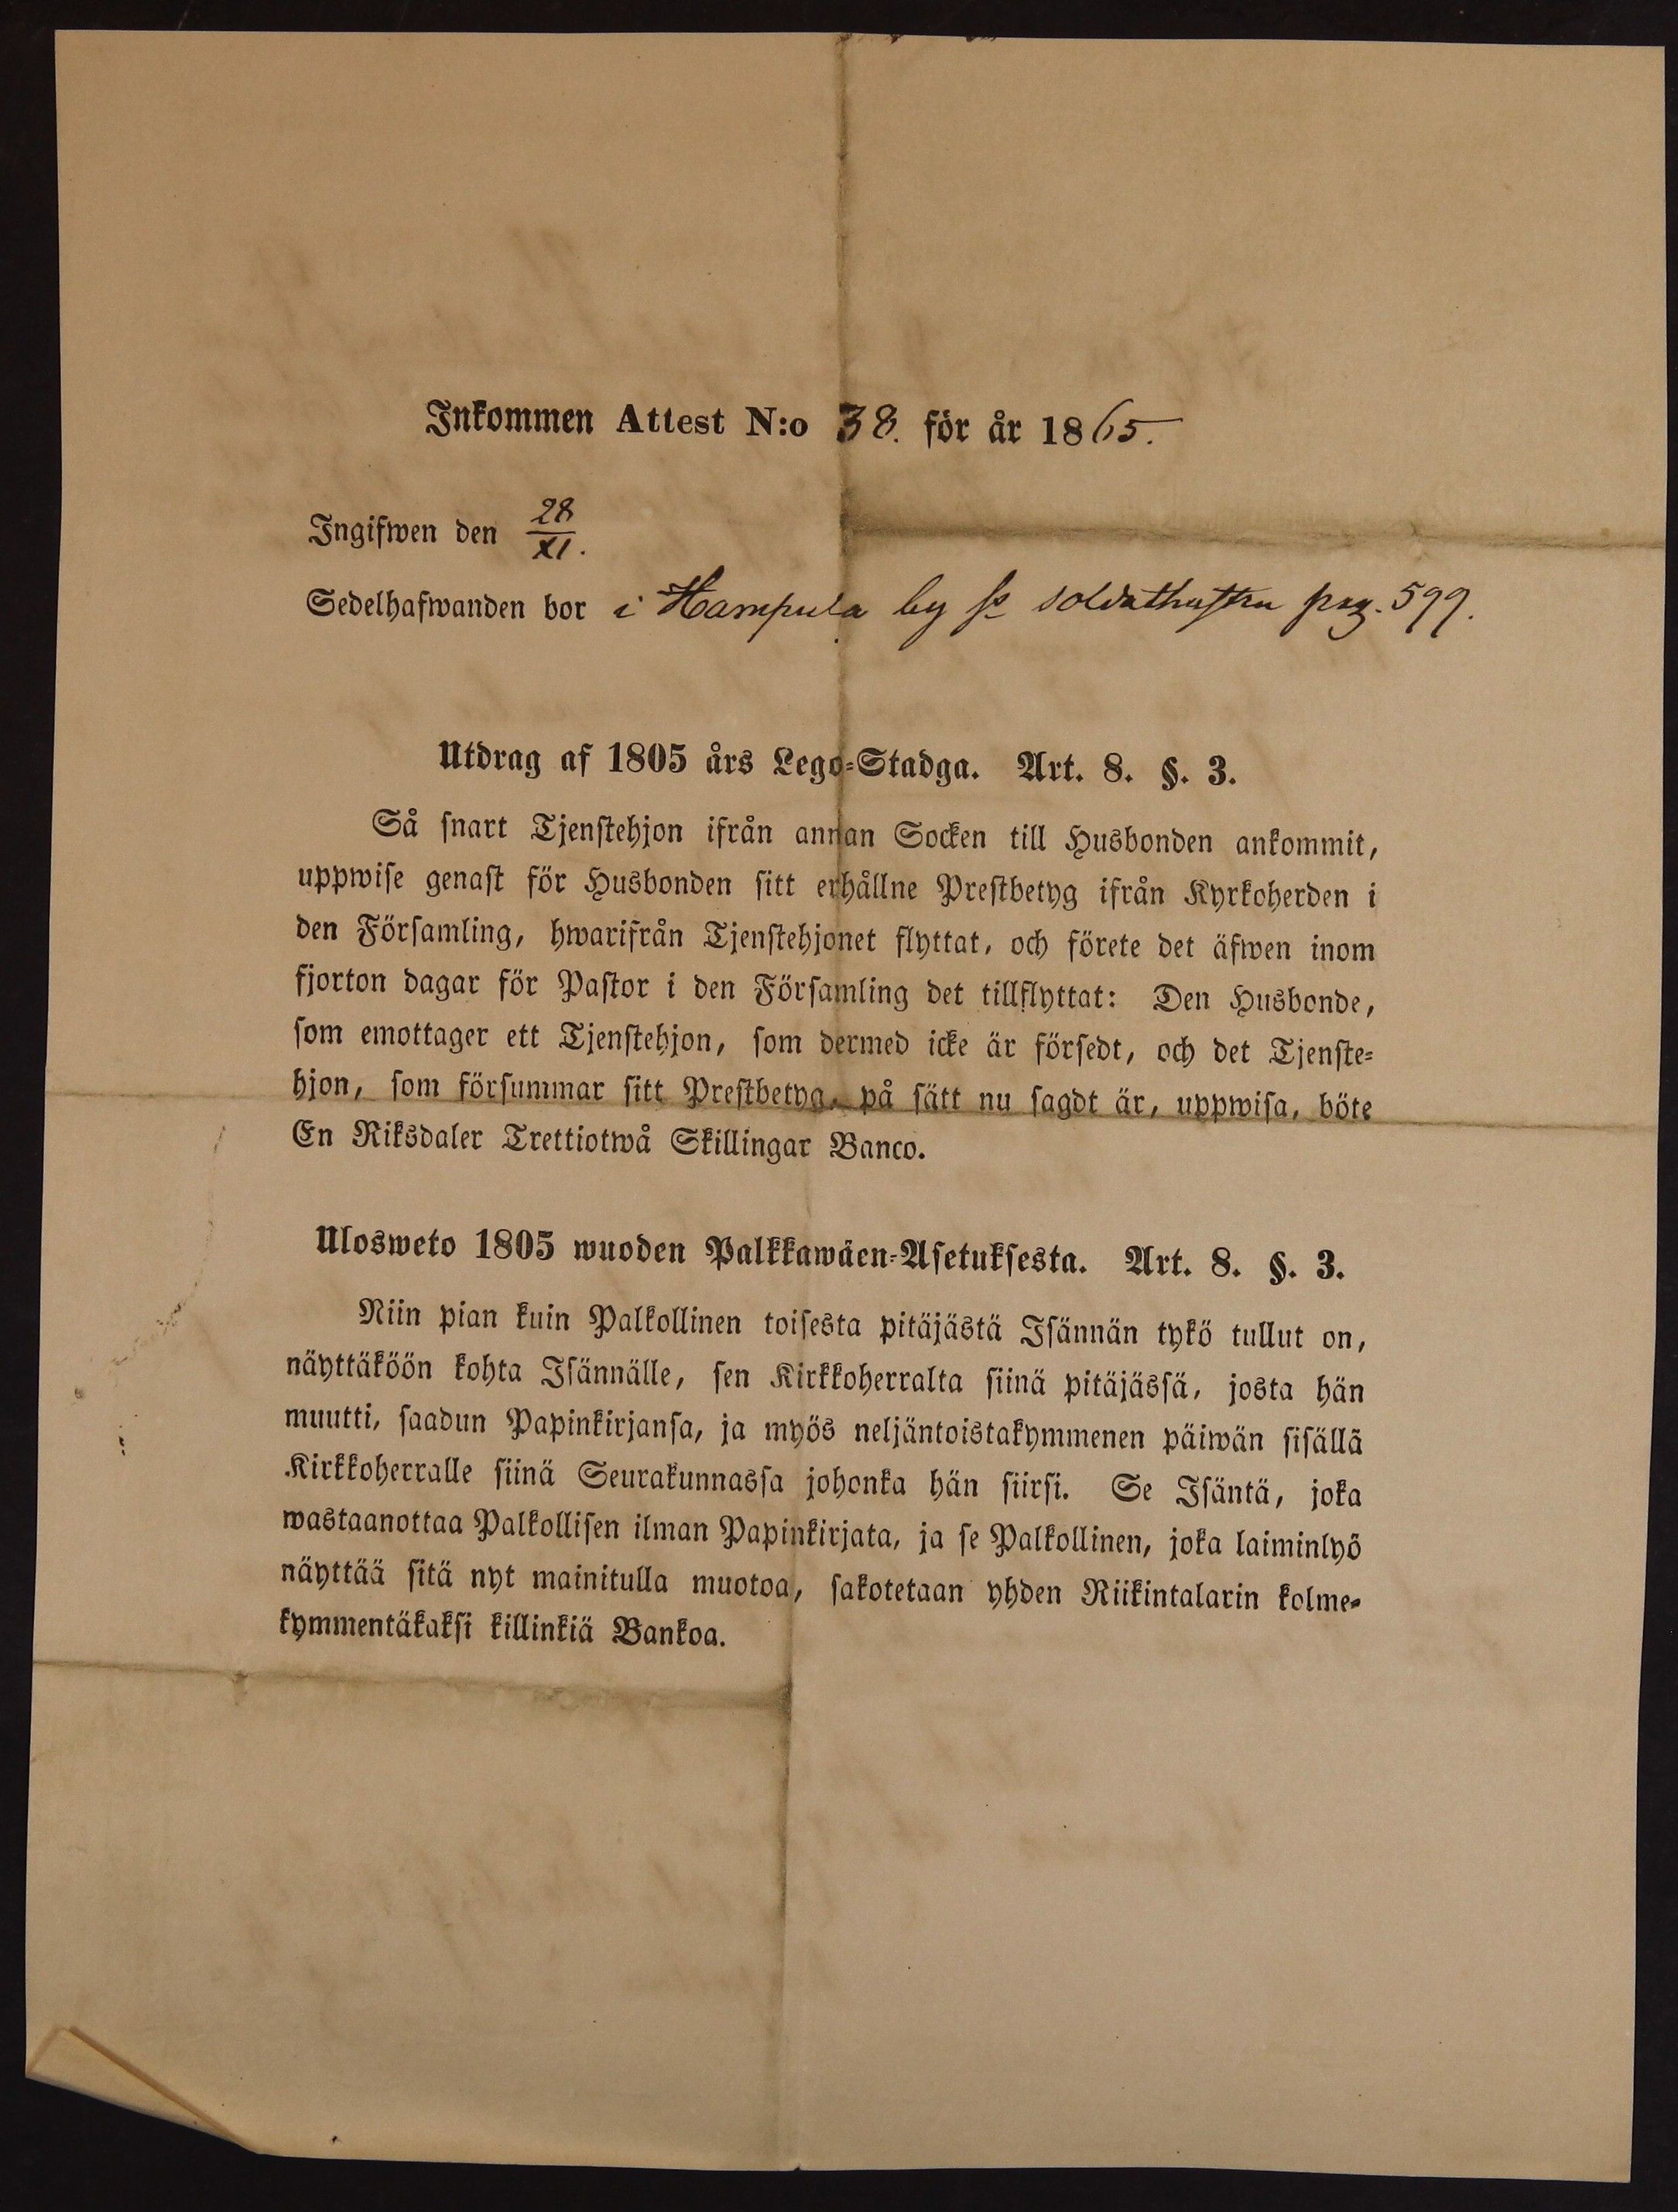 Inkommen Attest N:o 38. för år 1865.
Ingifwen den 28/XI.
Sedelhafwanden bor i Hampula by soldathustru pag. 599.
Utdrag af 1805 års Lego-Stadga. Art. 8. §. 3.
Så snart Tjenstehjon ifrån annan Socken till Husbonden ankommit,
uppwise genast för Husbonden sitt erhållne Prestbetyg ifrån Kyrkoherden i
den Församling, hwarifrån Tjenstehjonet flyttat, och förete det äfwen inom
fjorton dagar för Pastor i den Församling det tillflyttat: Den Husbonde,
som emottager ett Tjenstehjon, som dermed icke är försedt, och det Tjenste-
hjon, som försummar sitt Prestbetyg, på sätt nu sagdt är, uppwisa, böte
En Riksdaler Trettiotwå Skillingar Banco.
Ulosweto 1805 wuoden Palkkawäen-Asetuksesta. Art. 8. §. 3.
Niin pian kuin Palkollinen toisesta pitäjästä Isännän tykö tullut on,
näyttäköön kohta Isännälle, sen Kirkkoherralta siinä pitäjässä, josta hän
muutti, saadun Papinkirjansa, ja myös neljäntoistakymmenen päiwän sisällä
Kirkkoherralle siinä Seurakunnassa johonka hän siirsi. Se Isäntä, joka
wastaanottaa Palkollisen ilman Papinkirjata, ja se Palkollinen, joka laiminlyö
näyttää sitä nyt mainitulla muotoa, sakotetaan yhden Riikintalarin kolme-
kymmentäkaksi killinkiä Bankoa.